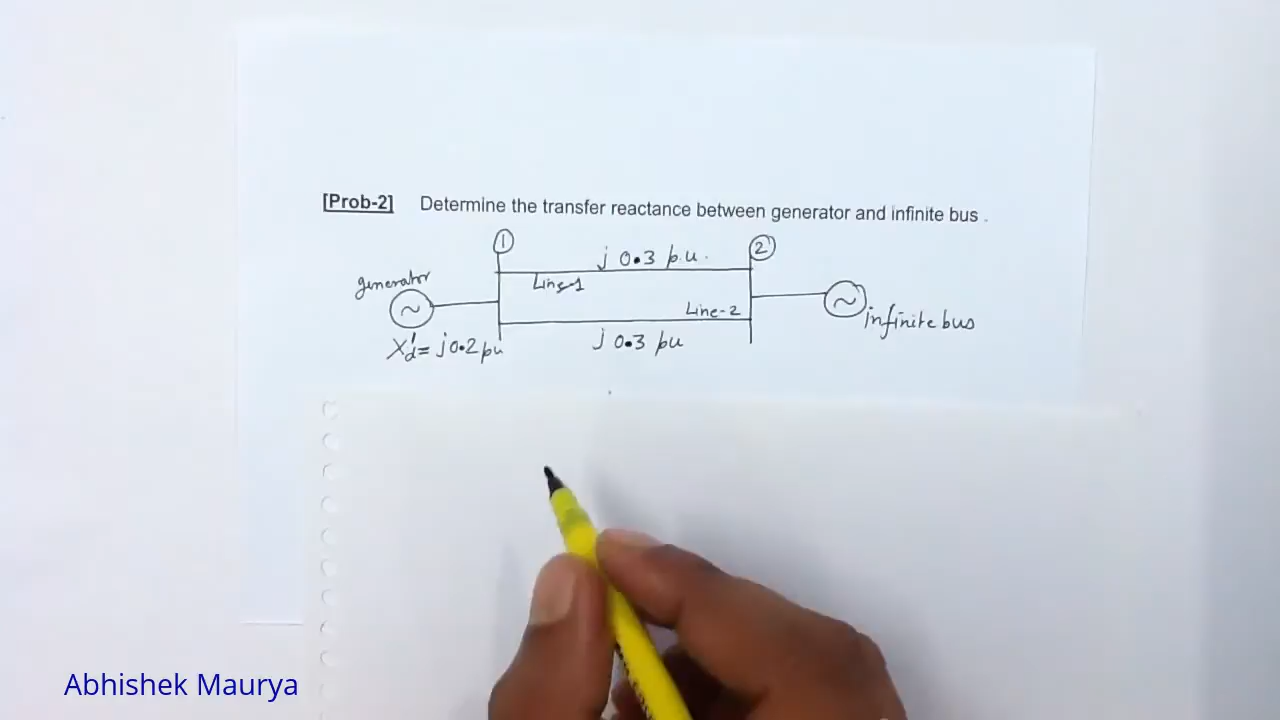 [Prob-2] Determine the transfer reactance between generator and infinite bus .
1
2
j 0.3 p.u.
generator
Line-1
~
Line-2
~
infinite bus
X'd = j0.2 pu
j 0.3 pu
Abhishek Maurya